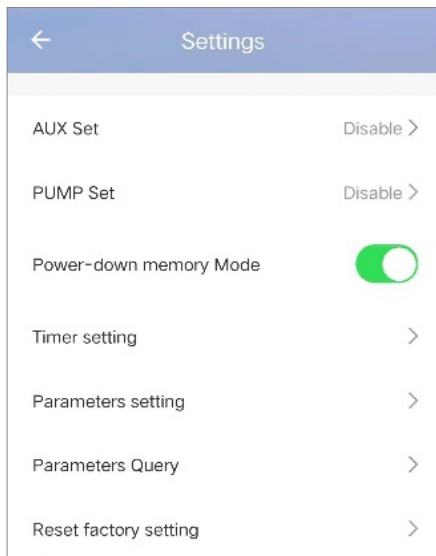 Settings
AUX Set Disable
PUMP Set Disable
Power-down memory Mode
Timer setting
Parameters setting
Parameters Query
Reset factory setting